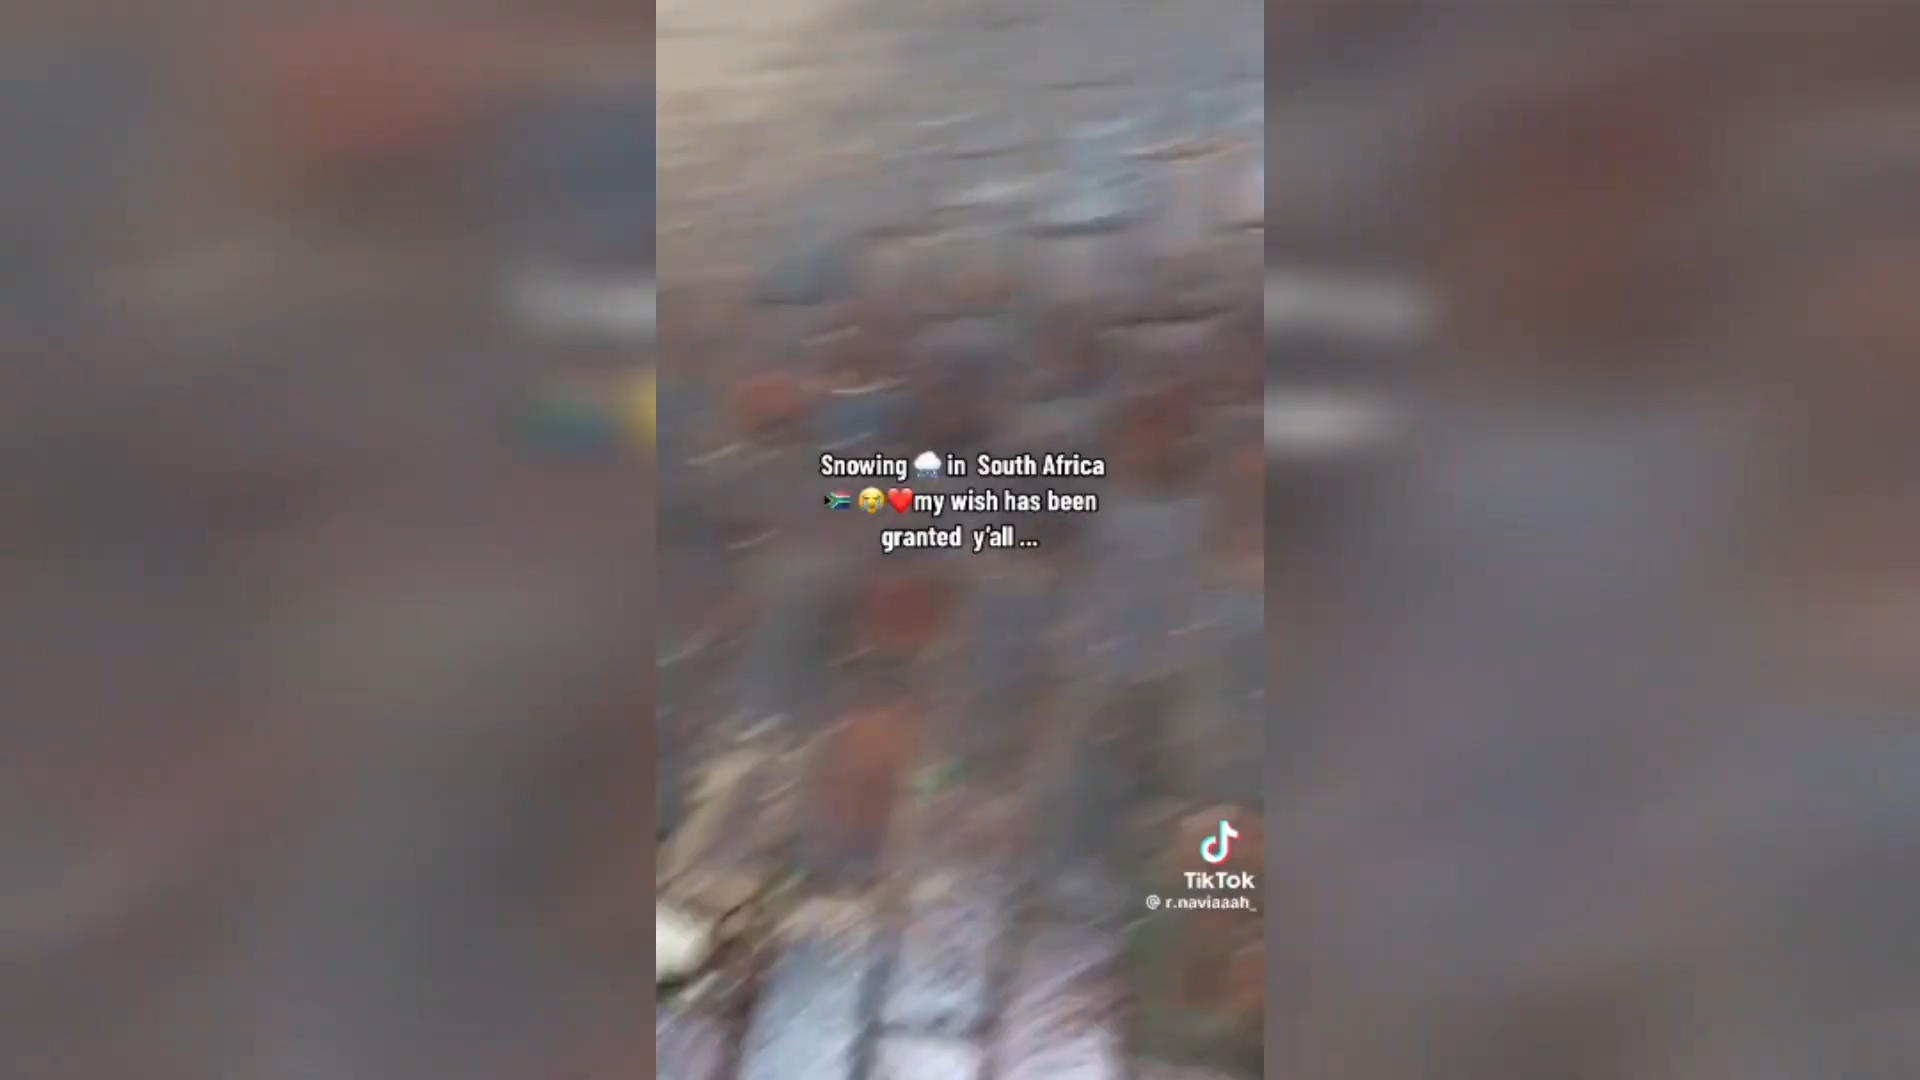 Snowing 🌨️ in South Africa
🇿🇦 😭❤️my wish has been
granted y'all ...
TikTok
@ r.naviaaah_